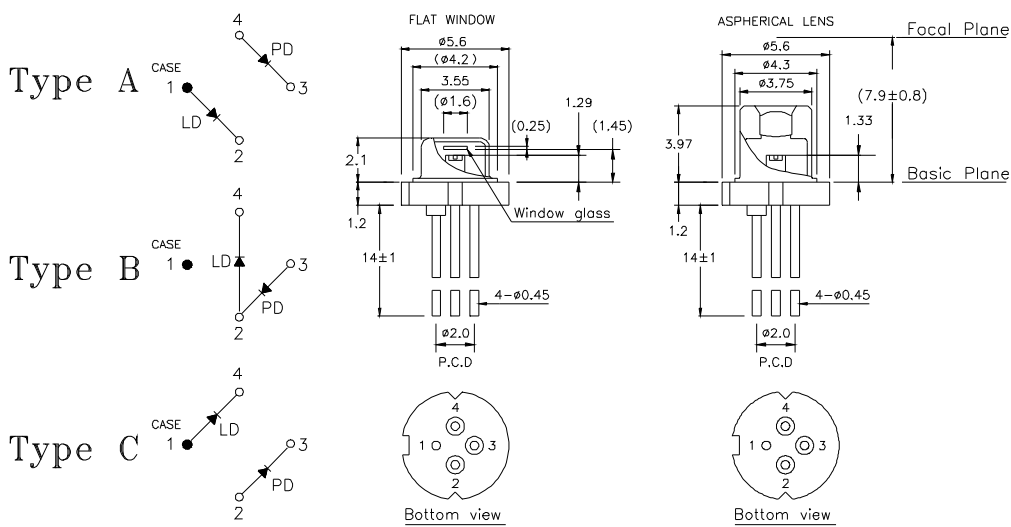 Type A
CASE
1
LD
2
4
PD
3
Type B
CASE
1
4
LD
3
PD
2
Type C
CASE
1
4
LD
3
PD
2
FLAT WINDOW
ø5.6
(ø4.2)
3.55
(ø1.6)
1.29
(0.25)
(1.45)
2.1
1.2
Window glass
14±1
4-ø0.45
ø2.0
P.C.D
4
1
3
2
Bottom view
ASPHERICAL LENS
Focal Plane
ø5.6
ø4.3
ø3.75
(7.9±0.8)
1.33
3.97
Basic Plane
1.2
14±1
4-ø0.45
ø2.0
P.C.D
4
1
3
2
Bottom view